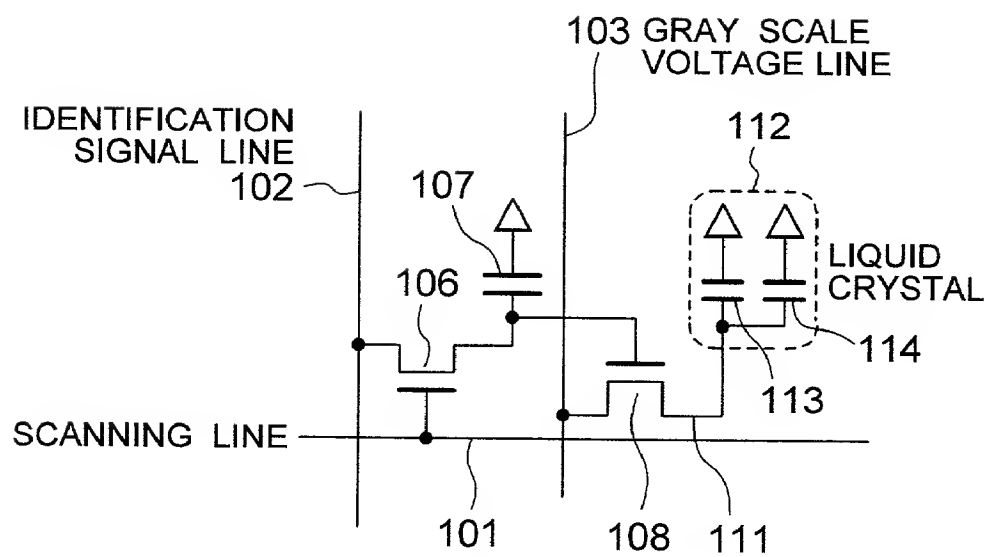 103 GRAY SCALE
VOLTAGE LINE
IDENTIFICATION
SIGNAL LINE
102
107
112
106
LIQUID
CRYSTAL
114
113
SCANNING LINE
101
108
111